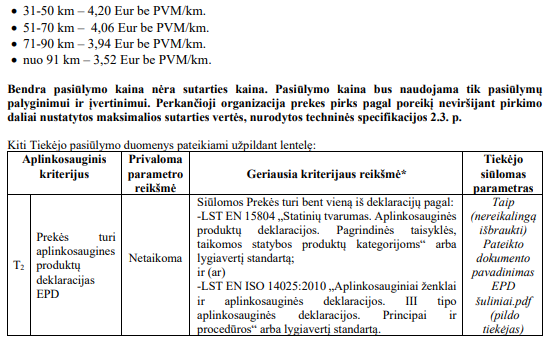 • 31-50 km – 4,20 Eur be PVM/km.
• 51-70 km – 4,06 Eur be PVM/km.
• 71-90 km – 3,94 Eur be PVM/km.
• nuo 91 km – 3,52 Eur be PVM/km.
Bendra pasiūlymo kaina nėra sutarties kaina. Pasiūlymo kaina bus naudojama tik pasiūlymų
palyginimui ir įvertinimui. Perkančioji organizacija prekes pirks pagal poreikį neviršijant pirkimo
daliai nustatytos maksimalios sutarties vertės, nurodytos techninės specifikacijos 2.3. p.
Kiti Tiekėjo pasiūlymo duomenys pateikiami užpildant lentelę:
Aplinkosauginis
kriterijus
Privaloma
parametro
reikšmė
Geriausia kriterijaus reikšmė*
Tiekėjo
siūlomas
parametras
T2
Prekės turi
aplinkosaugines
produktų
deklaracijas
EPD
Netaikoma
Siūlomos Prekės turi bent vieną iš deklaracijų pagal:
-LST EN 15804 „Statinių tvarumas. Aplinkosauginės
produktų deklaracijos. Pagrindinės taisyklės,
taikomos statybos produktų kategorijoms“ arba
lygiavertį standartą;
ir (ar)
-LST EN ISO 14025:2010 „Aplinkosauginiai ženklai
ir aplinkosauginės deklaracijos. III tipo
aplinkosauginės deklaracijos. Principai ir
procedūros“ arba lygiavertį standartą.
Taip
(nereikalingą
išbraukti)
Pateikto
dokumento
pavadinimas
EPD
šuliniai.pdf
(pildo
tiekėjas)